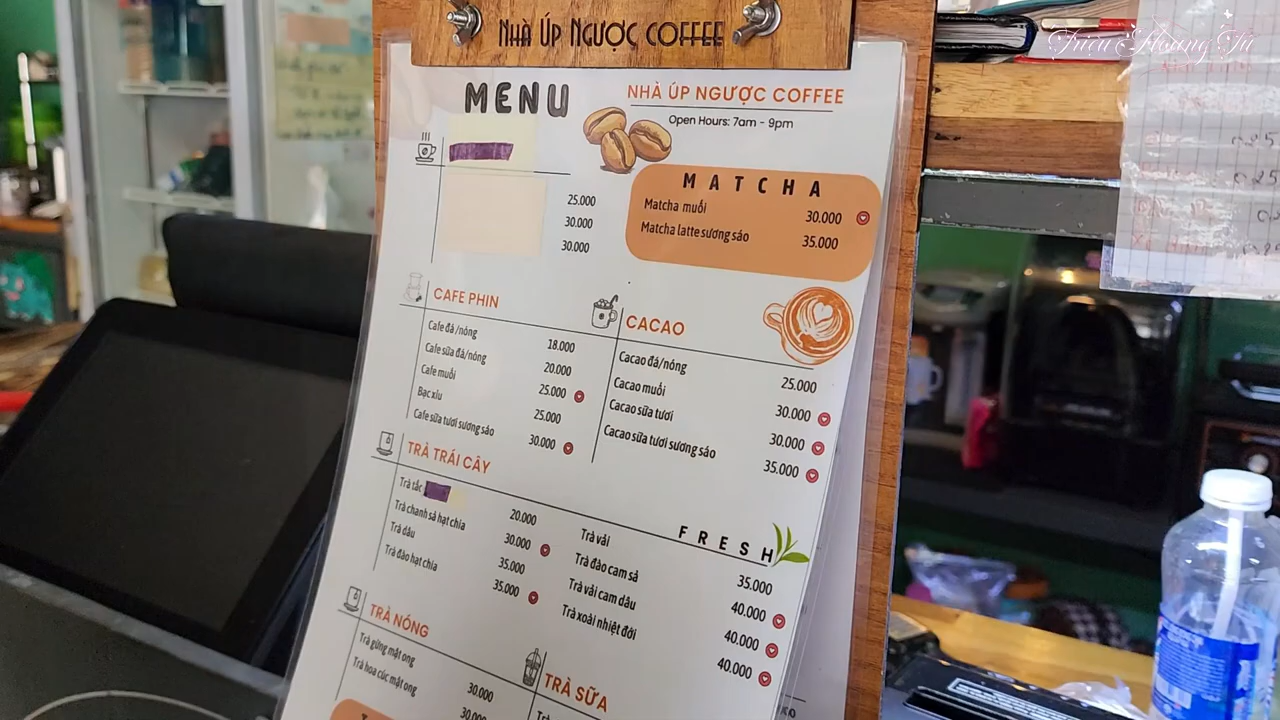 NHÀ ÚP NGƯỢC COFFEE
MENU
NHÀ ÚP NGƯỢC COFFEE
Open Hours: 7am - 9pm
25.000
30.000
30.000
MATCHA
Matcha muối 30.000
Matcha latte sương sáo 35.000
CAFE PHIN
Cafe đá/nóng 18.000
Cafe sữa đá/nóng 20.000
Cafe muối 25.000
Bạc xỉu 25.000
Cafe sữa tươi sương sáo 30.000
CACAO
Cacao đá/nóng 25.000
Cacao muối 30.000
Cacao sữa tươi 30.000
Cacao sữa tươi sương sáo 35.000
TRÀ TRÁI CÂY
Trà tắc 20.000
Trà chanh sả hạt chia 30.000
Trà dâu 35.000
Trà đào hạt chia 35.000
FRESH
Trà vải 35.000
Trà đào cam sả 40.000
Trà vải cam dâu 40.000
Trà xoài nhiệt đới 40.000
TRÀ NÓNG
Trà gừng mật ong 30.000
Trà hoa cúc mật ong
TRÀ SỮA
Triệu Hoàng Tử